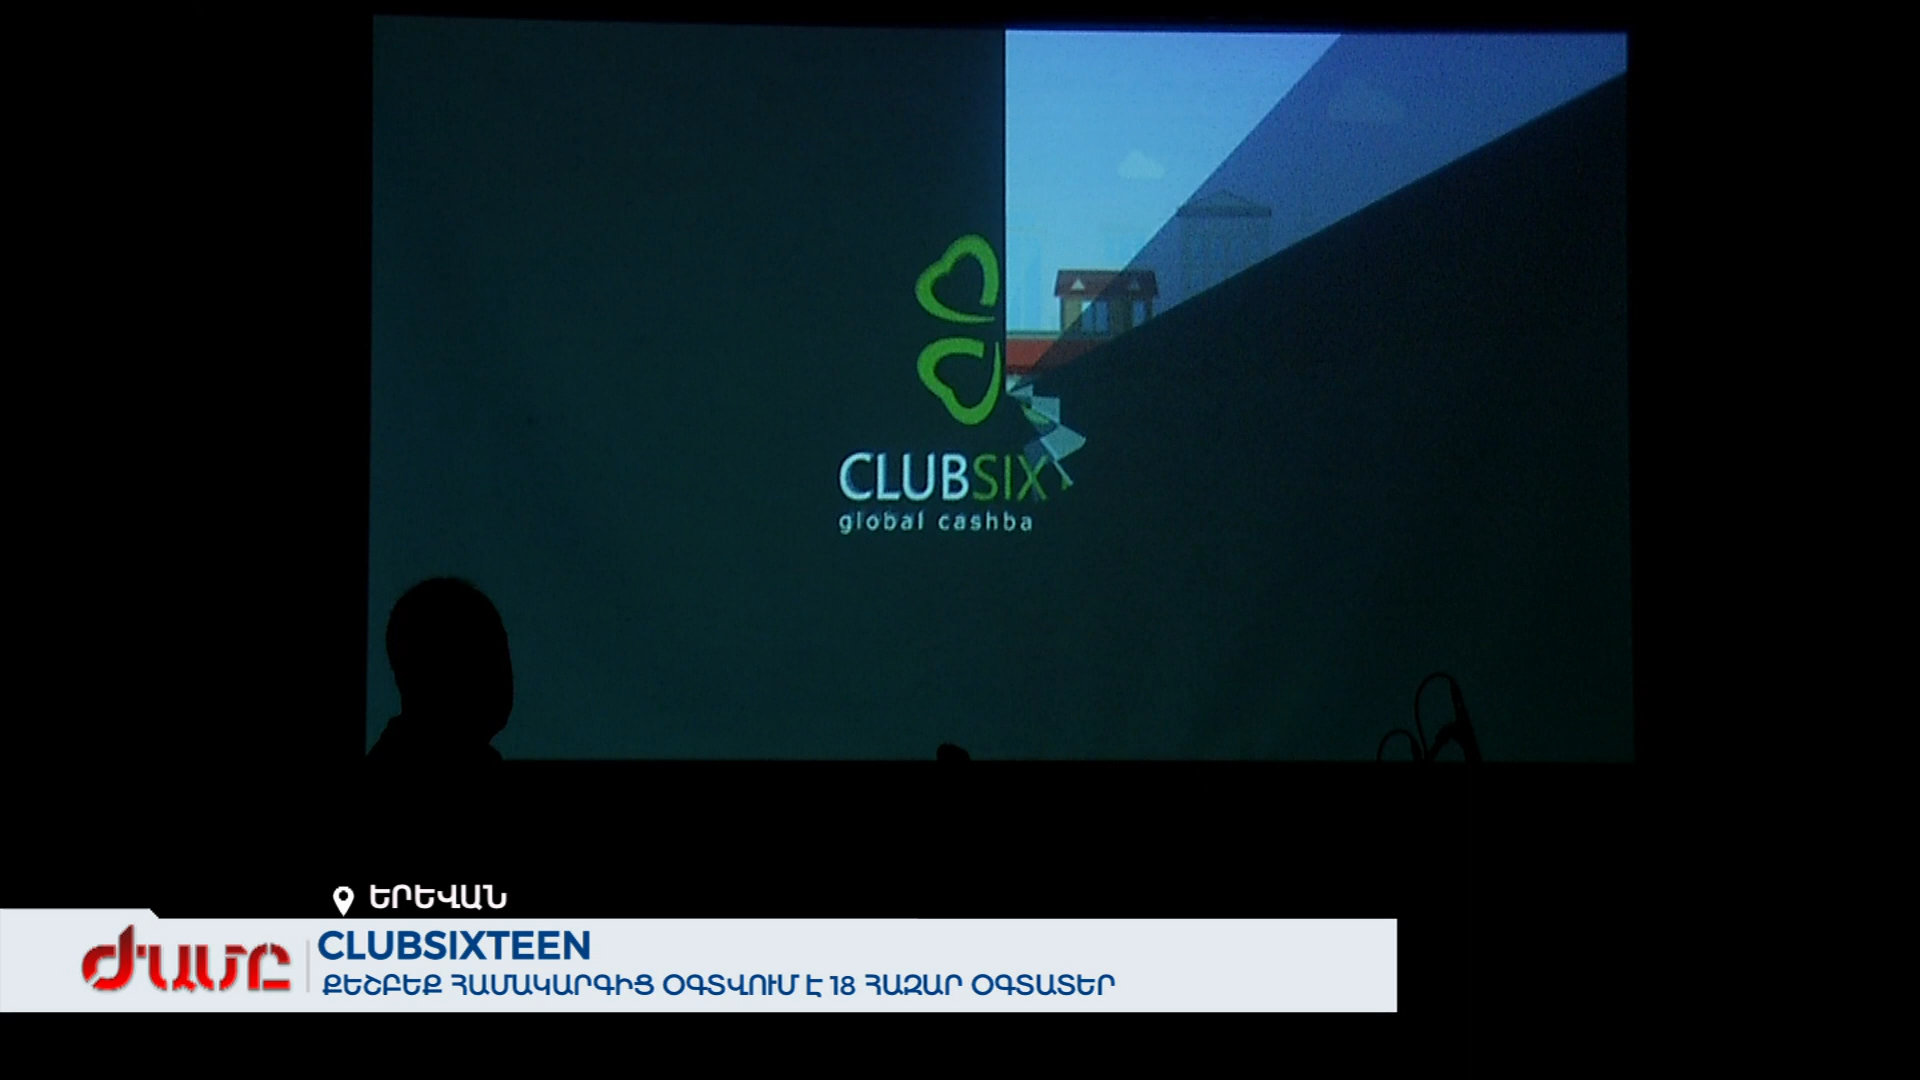 CLUBSIX
global cashba
ԵՐԵՎԱՆ
ժամը
CLUBSIXTEEN
ՔԵՇԲԵՔ ՀԱՄԱԿԱՐԳԻՑ ՕԳՏՎՈՒՄ Է 18 ՀԱԶԱՐ ՕԳՏԱՏԵՐ